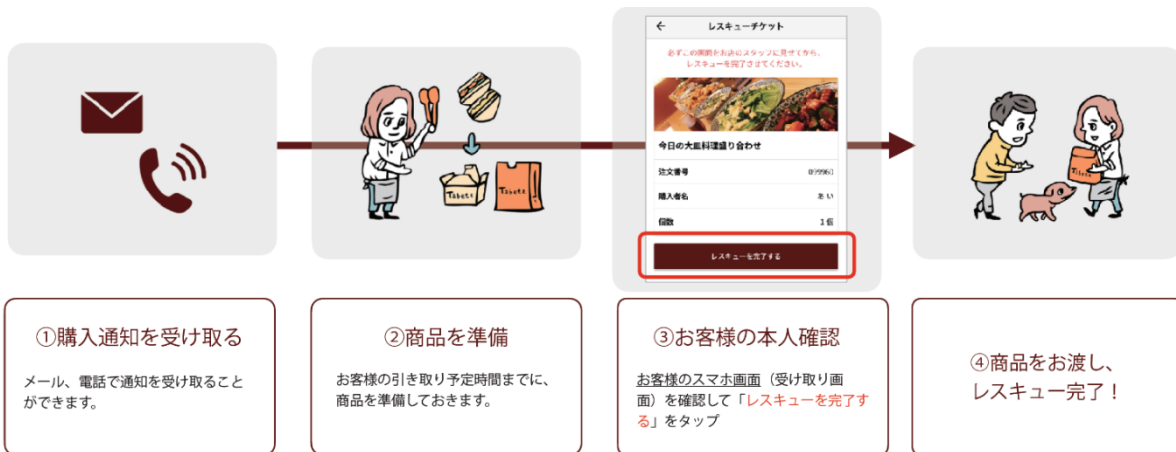 レスキューチケット
必ずこの画面をお店のスタッフに見せてから、
レスキューを完了させてください。
今日の大皿料理盛り合わせ
注文番号
購入者名 あい
個数 1個
レスキューを完了する
Tabete
Tabete
Tabete
①購入通知を受け取る
メール、電話で通知を受け取ること
ができます。
②商品を準備
お客様の引き取り予定時間までに、
商品を準備しておきます。
③お客様の本人確認
お客様のスマホ画面（受け取り画
面）を確認して「レスキューを完了す
る」をタップ
④商品をお渡し、
レスキュー完了！